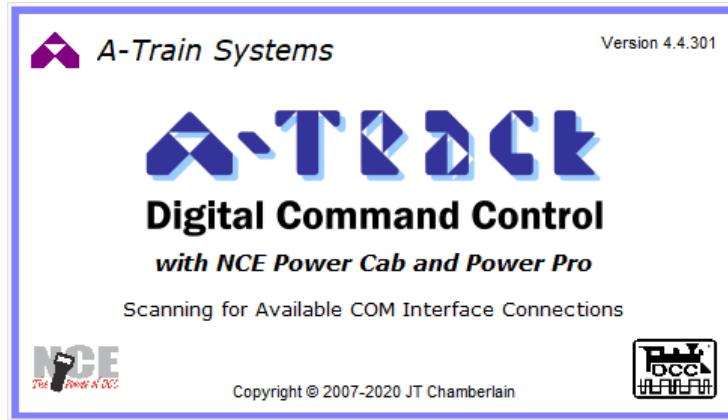 A-Train Systems
Version 4.4.301
A-Track
Digital Command Control
with NCE Power Cab and Power Pro
Scanning for Available COM Interface Connections
NCE
The Power of DCC
DCC
Copyright © 2007-2020 JT Chamberlain